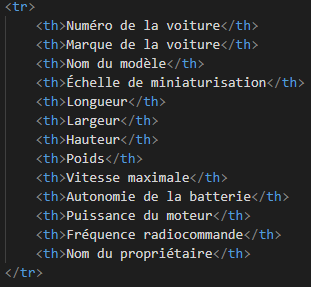 <tr>
<th>Numéro de la voiture</th>
<th>Marque de la voiture</th>
<th>Nom du modèle</th>
<th>Échelle de miniaturisation</th>
<th>Longueur</th>
<th>Largeur</th>
<th>Hauteur</th>
<th>Poids</th>
<th>Vitesse maximale</th>
<th>Autonomie de la batterie</th>
<th>Puissance du moteur</th>
<th>Fréquence radiocommande</th>
<th>Nom du propriétaire</th>
</tr>